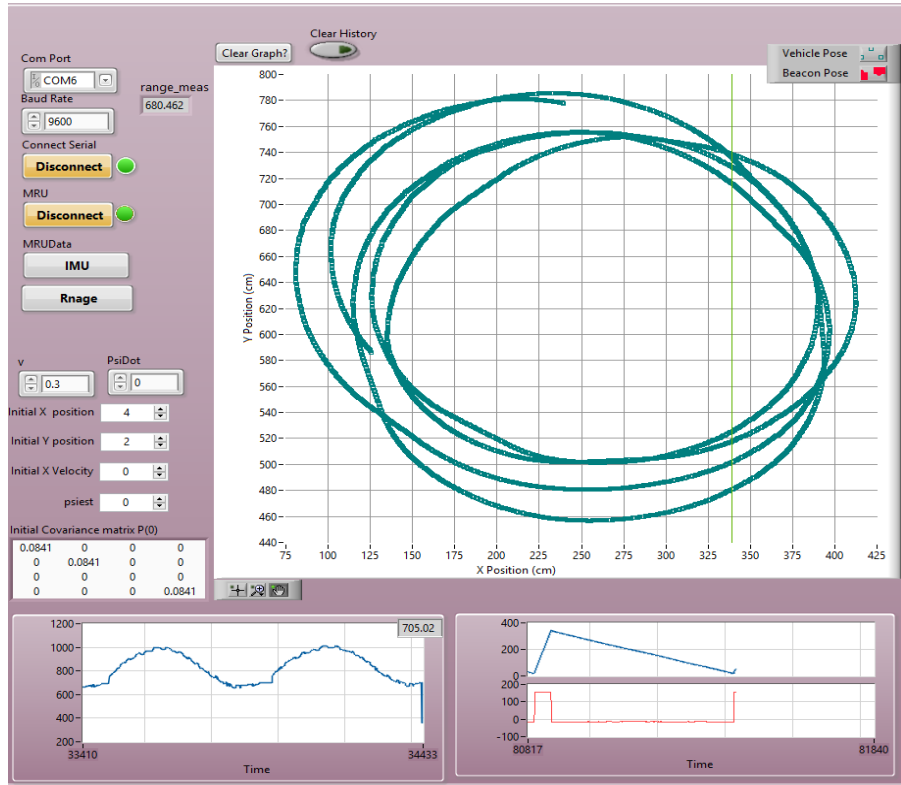 Clear History
Clear Graph?
Vehicle Pose
Beacon Pose
Com Port
COM6
range_meas
680.462
Baud Rate
9600
Connect Serial
Disconnect
MRU
Disconnect
MRUData
IMU
Rnage
v
PsiDot
0.3
0
Initial X position 4
Initial Y position 2
Initial X Velocity 0
psiest 0
Initial Covariance matrix P(0)
0.0841 0 0 0
0 0.0841 0 0
0 0 0 0
0 0 0 0.0841
800
780
760
740
720
700
680
660
640
620
600
580
560
540
520
500
480
460
440
Y Position (cm)
75 100 125 150 175 200 225 250 275 300 325 350 375 400 425
X Position (cm)
705.02
1200
1000
800
600
400
200
33410 34433
Time
400
200
0
200
100
0
-100
80817 81840
Time